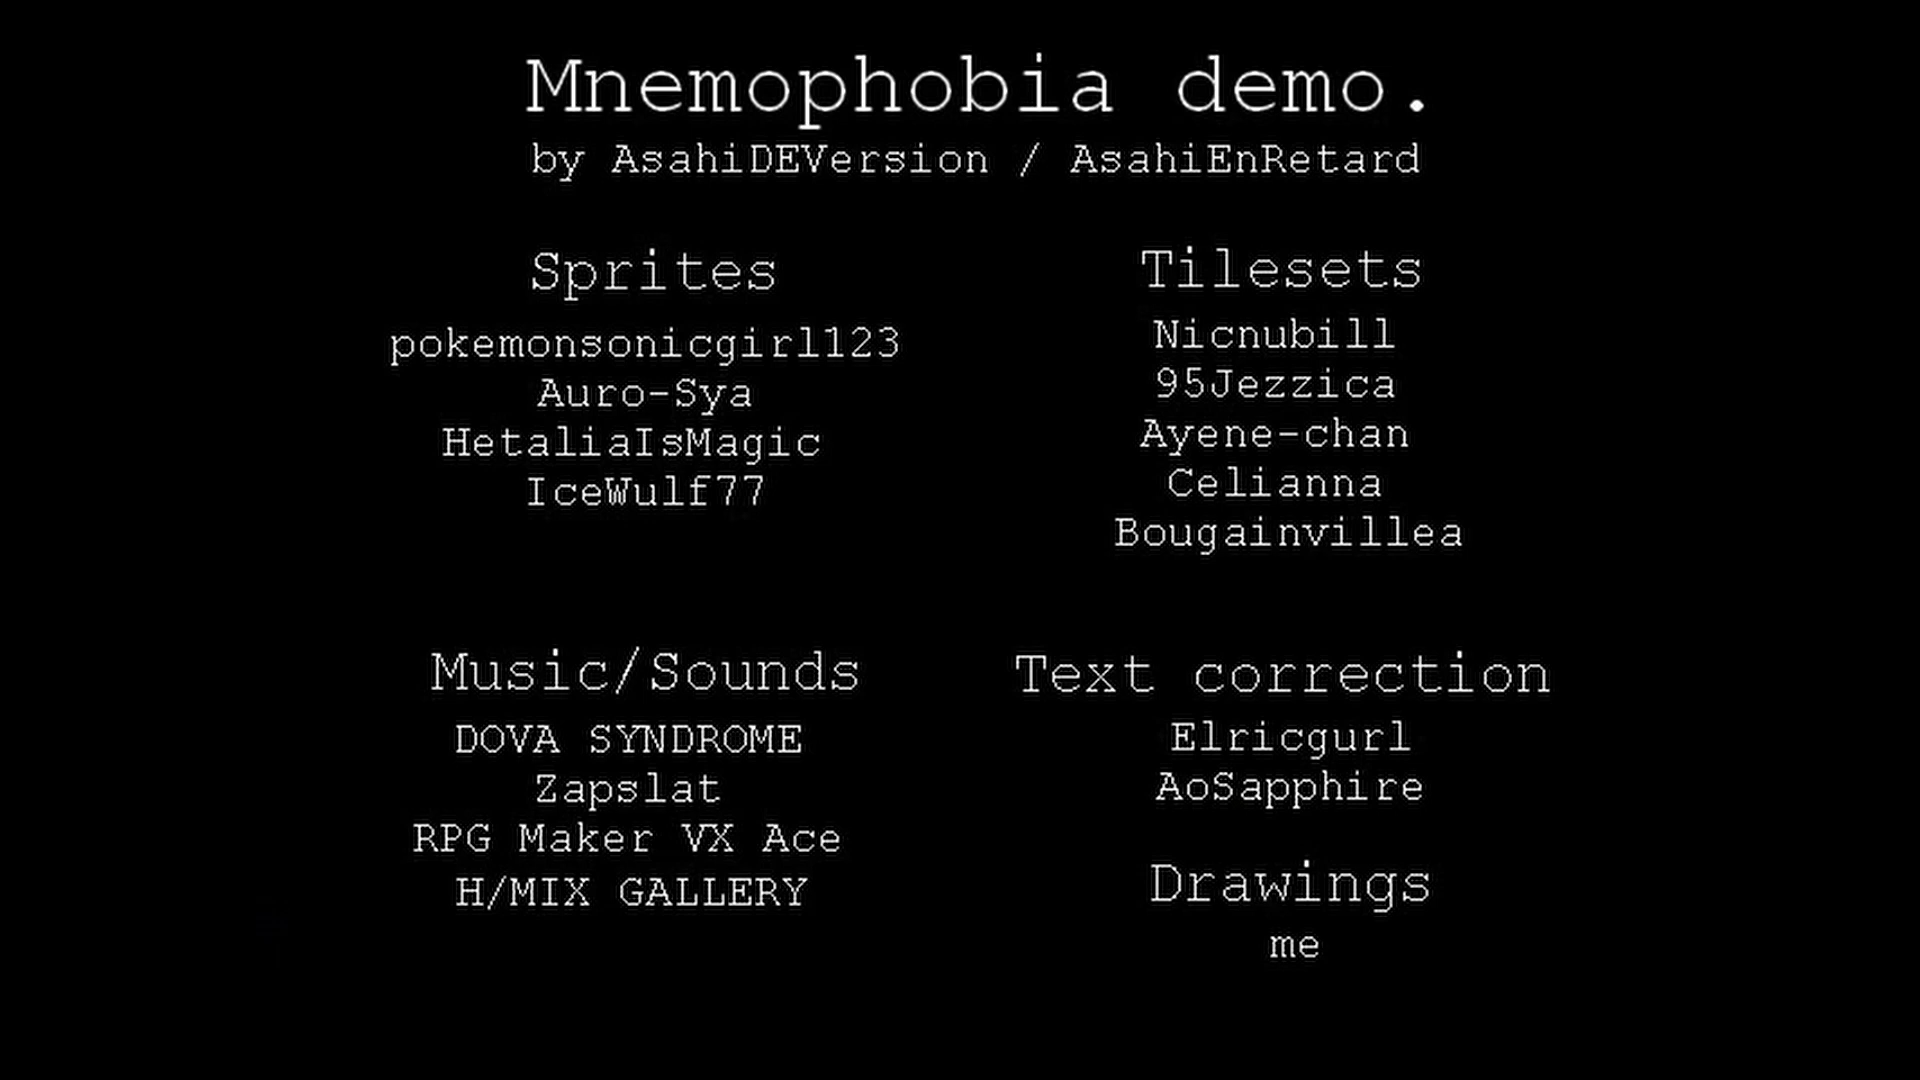 Mnemophobia demo.
by AsahiDEVersion / AsahiEnRetard
Sprites
pokemonsonicgirl123
Auro-Sya
HetaliaIsMagic
IceWulf77
Tilesets
Nicnubill
95Jezzica
Ayene-chan
Celianna
Bougainvillea
Music/Sounds
DOVA SYNDROME
Zapslat
RPG Maker VX Ace
H/MIX GALLERY
Text correction
Elricgurl
AoSapphire
Drawings
me